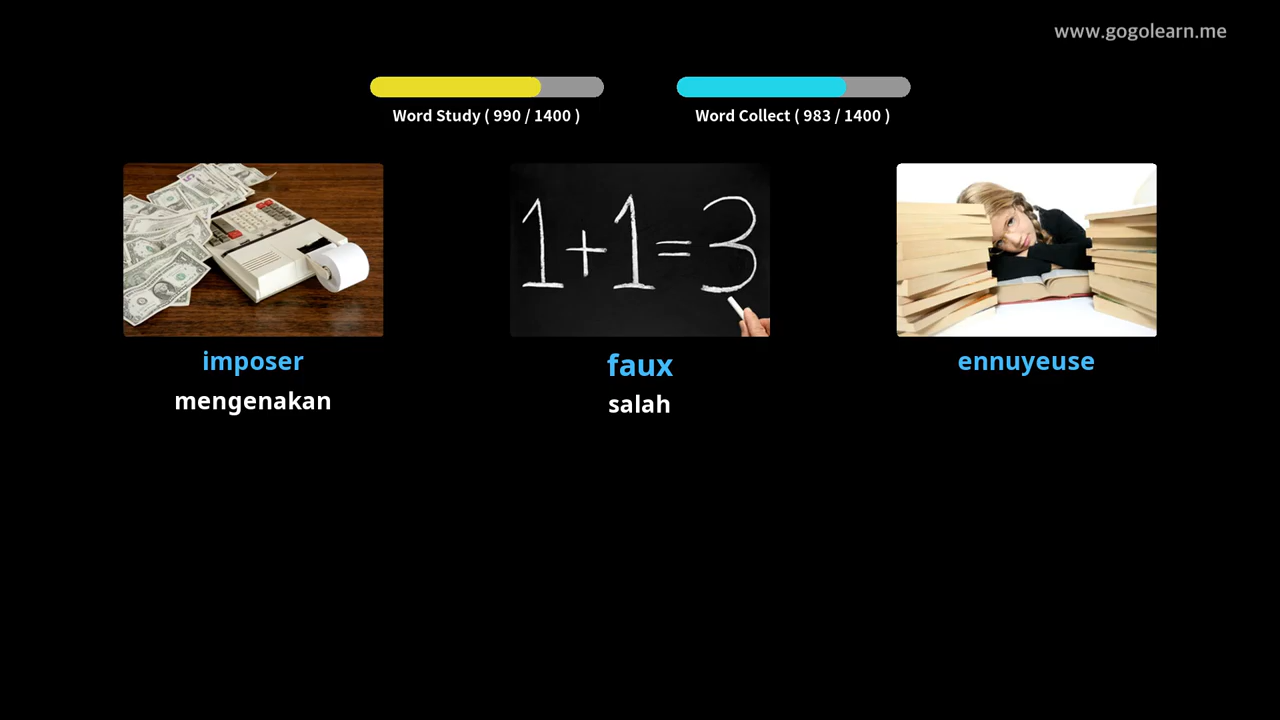 www.gogolearn.me
Word Study ( 990 / 1400 )
Word Collect ( 983 / 1400 )
1+1=3
imposer
faux
ennuyeuse
mengenakan
salah